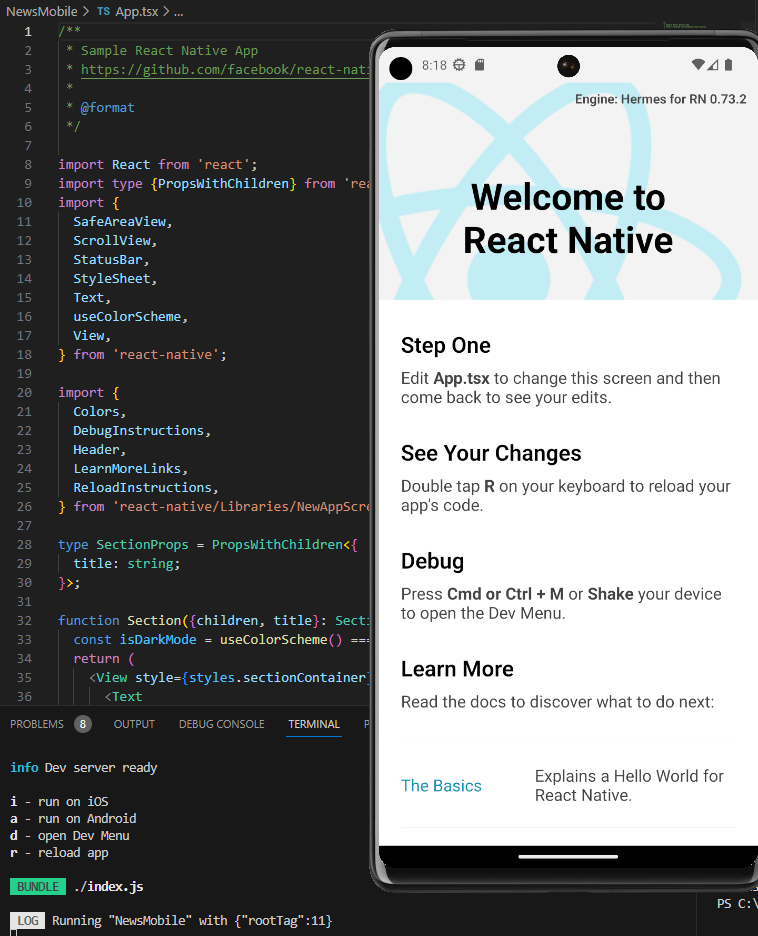 NewsMobile > TS App.tsx > ...
1 /**
2 * Sample React Native App
3 * https://github.com/facebook/react-nati
4 *
5 * @format
6 */
7
8 import React from 'react';
9 import type {PropsWithChildren} from 'rea
10 import {
11 SafeAreaView,
12 ScrollView,
13 StatusBar,
14 StyleSheet,
15 Text,
16 useColorScheme,
17 View,
18 } from 'react-native';
19
20 import {
21 Colors,
22 DebugInstructions,
23 Header,
24 LearnMoreLinks,
25 ReloadInstructions,
26 } from 'react-native/Libraries/NewAppScre
27
28 type SectionProps = PropsWithChildren<{
29 title: string;
30 }>;
31
32 function Section({children, title}: Secti
33 const isDarkMode = useColorScheme() ===
34 return (
35 <View style={styles.sectionContainer}
36 <Text
PROBLEMS 8 OUTPUT DEBUG CONSOLE TERMINAL P
info Dev server ready
i - run on iOS
a - run on Android
d - open Dev Menu
r - reload app
BUNDLE ./index.js
LOG Running "NewsMobile" with {"rootTag":11}
PS C:\
8:18
Engine: Hermes for RN 0.73.2
Welcome to
React Native
Step One
Edit App.tsx to change this screen and then
come back to see your edits.
See Your Changes
Double tap R on your keyboard to reload your
app's code.
Debug
Press Cmd or Ctrl + M or Shake your device
to open the Dev Menu.
Learn More
Read the docs to discover what to do next:
The Basics
Explains a Hello World for
React Native.